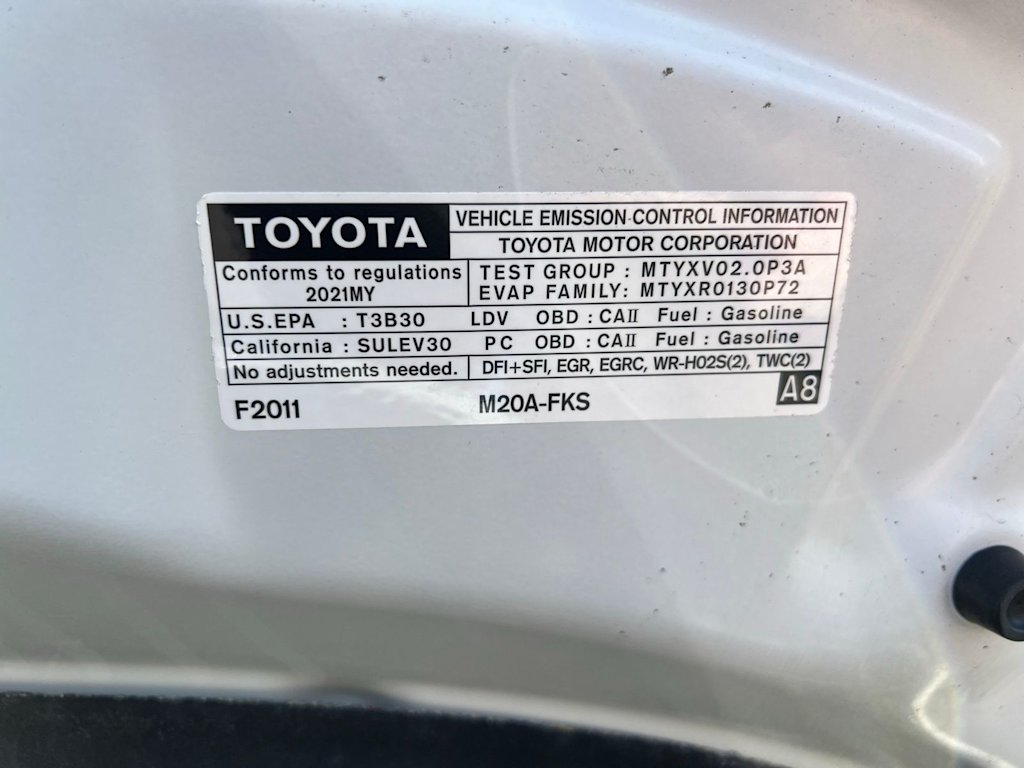 TOYOTA
VEHICLE EMISSION CONTROL INFORMATION
TOYOTA MOTOR CORPORATION
Conforms to regulations
2021MY
TEST GROUP : MTYXV02.0P3A
EVAP FAMILY: MTYXR0130P72
U.S.EPA : T3B30 LDV OBD : CAII Fuel : Gasoline
California : SULEV30 PC OBD : CAII Fuel : Gasoline
No adjustments needed. DFI+SFI, EGR, EGRC, WR-HO2S(2), TWC(2)
A8
F2011 M20A-FKS